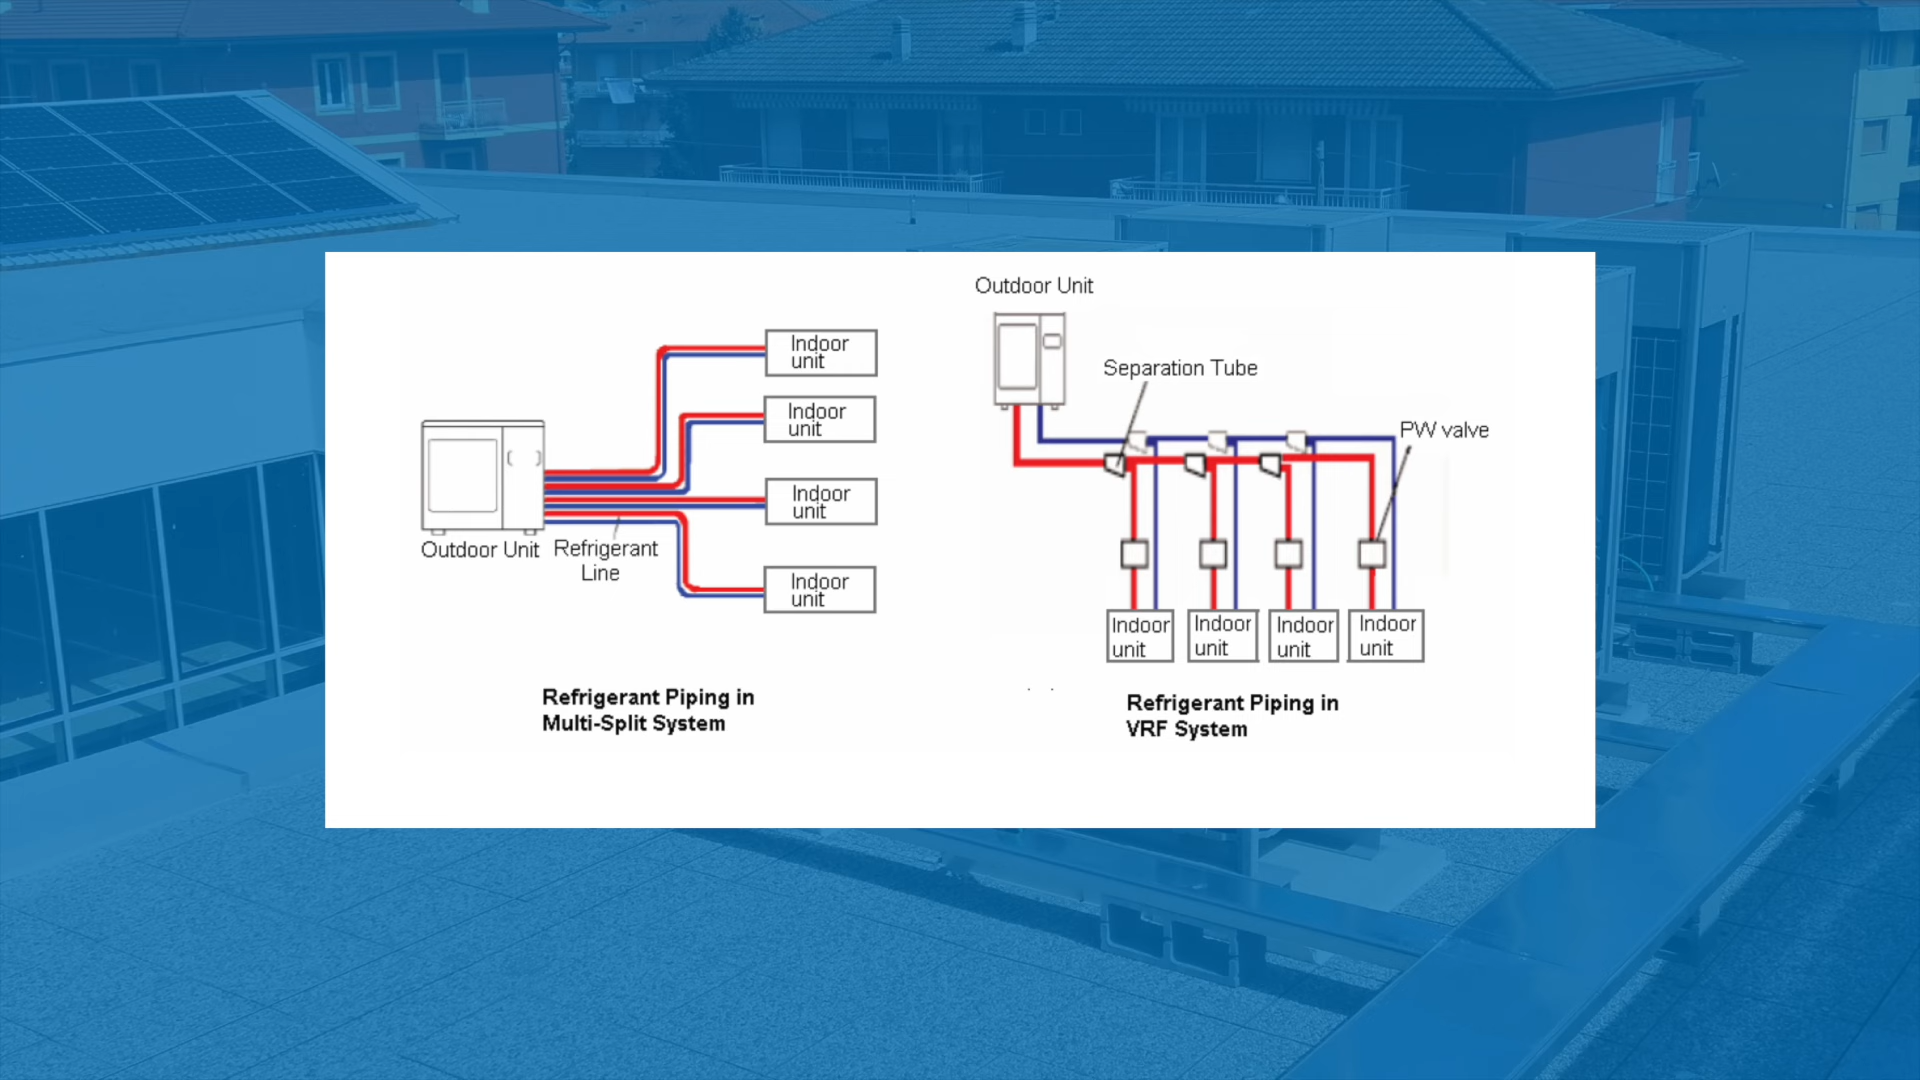 Indoor
unit
Indoor
unit
Indoor
unit
Indoor
unit
Outdoor Unit
Refrigerant
Line
Refrigerant Piping in
Multi-Split System
Outdoor Unit
Separation Tube
PW valve
Indoor
unit
Indoor
unit
Indoor
unit
Indoor
unit
Refrigerant Piping in
VRF System